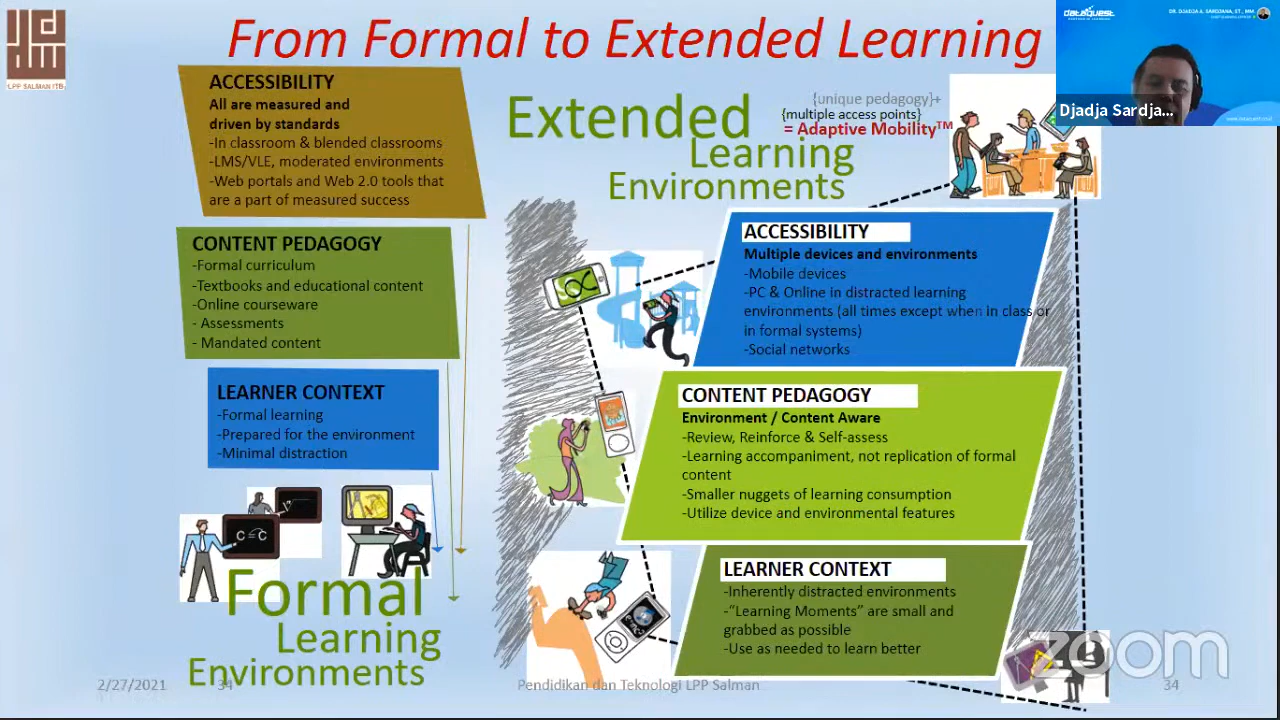 From Formal to Extended Learning
LPP SALMAN ITB
dataquest
DR. DJADJA A. SARDJANA, ST., MM
Djadja Sardja...
ACCESSIBILITY
All are measured and
driven by standards
-In classroom & blended classrooms
-LMS/VLE, moderated environments
-Web portals and Web 2.0 tools that
are a part of measured success
CONTENT PEDAGOGY
-Formal curriculum
-Textbooks and educational content
-Online courseware
- Assessments
- Mandated content
LEARNER CONTEXT
-Formal learning
-Prepared for the environment
-Minimal distraction
C=C
Formal
Learning
Environments
{unique pedagogy}+
{multiple access points}
= Adaptive Mobility™
Extended
Learning
Environments
ACCESSIBILITY
Multiple devices and environments
-Mobile devices
-PC & Online in distracted learning
environments (all times except when in class or
in formal systems)
-Social networks
CONTENT PEDAGOGY
Environment / Content Aware
-Review, Reinforce & Self-assess
-Learning accompaniment, not replication of formal
content
-Smaller nuggets of learning consumption
-Utilize device and environmental features
LEARNER CONTEXT
-Inherently distracted environments
-“Learning Moments” are small and
grabbed as possible
-Use as needed to learn better
zoom
2/27/2021
34
Pendidikan dan Teknologi LPP Salman
34